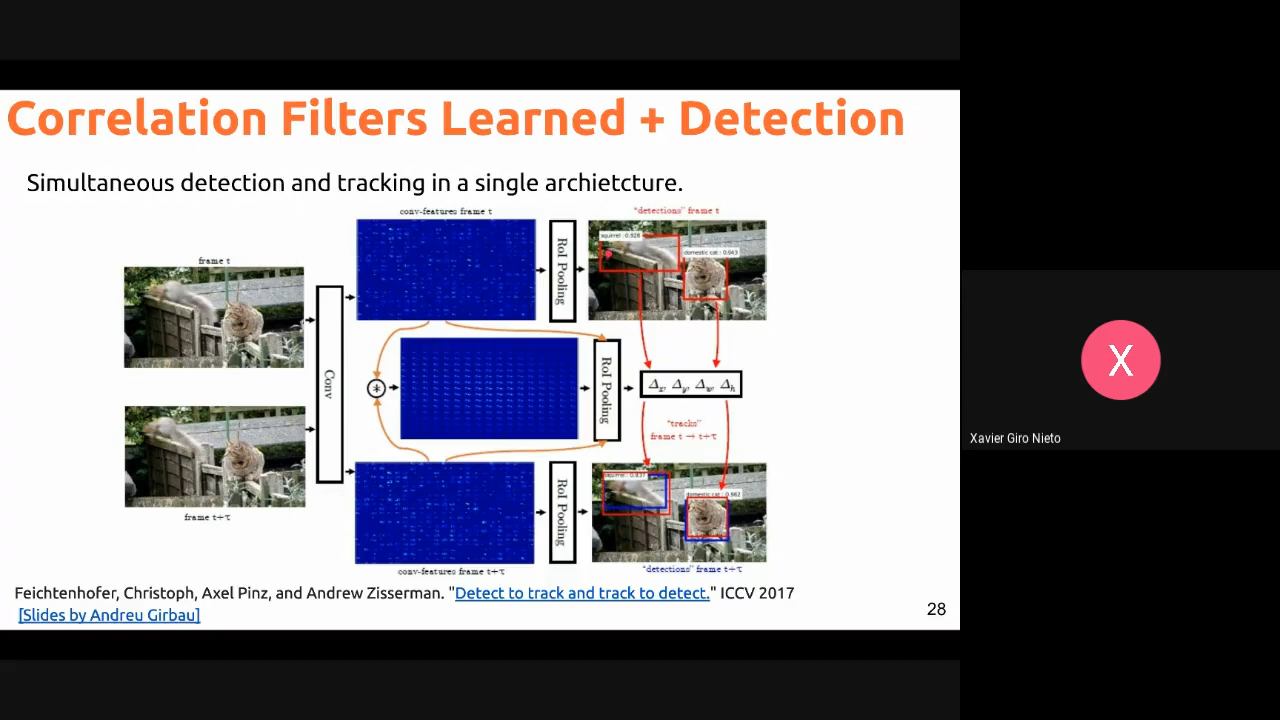 Correlation Filters Learned + Detection
Simultaneous detection and tracking in a single archietcture.
conv-features frame t
"detections" frame t
frame t
RoI Pooling
squirrel : 0.928
domestic cat : 0.943
Conv
*
RoI Pooling
Δx, Δy, Δw, Δh
"tracks"
frame t → t+τ
frame t+τ
RoI Pooling
domestic cat : 0.982
conv-features frame t+τ
"detections" frame t+τ
Feichtenhofer, Christoph, Axel Pinz, and Andrew Zisserman. "Detect to track and track to detect." ICCV 2017
[Slides by Andreu Girbau]
28
X
Xavier Giro Nieto